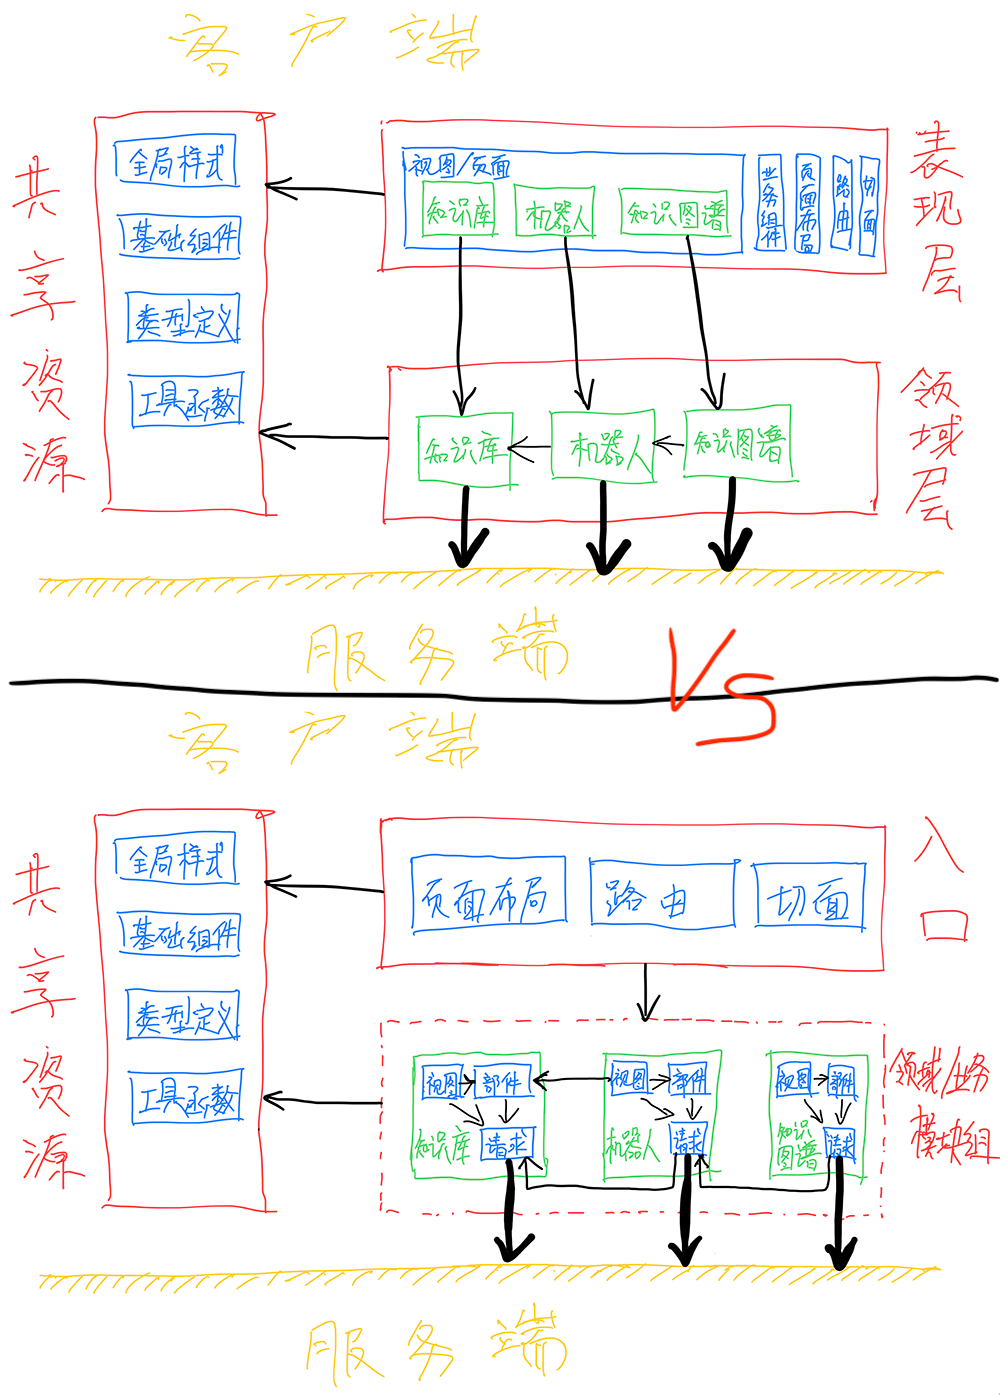 客户端
共享资源
全局样式
基础组件
类型定义
工具函数
表现层
视图/页面
知识库
机器人
知识图谱
业务组件
页面布局
路由
切面
领域层
知识库
机器人
知识图谱
服务端
VS
客户端
共享资源
全局样式
基础组件
类型定义
工具函数
入口
页面布局
路由
切面
领域/业务
模块组
视图
部件
请求
知识库
视图
部件
请求
机器人
视图
部件
请求
知识
图谱
服务端